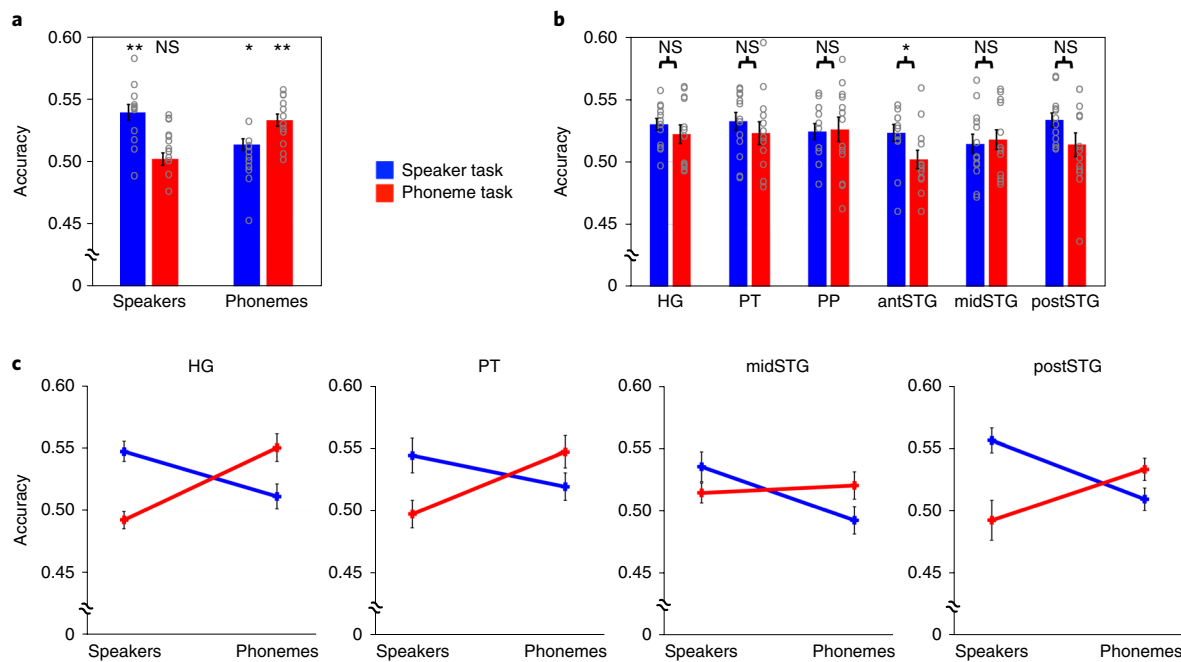 a
0.60
0.55
0.50
0.45
0
Accuracy
** NS * **
Speakers Phonemes
Speaker task
Phoneme task
b
0.60
0.55
0.50
0.45
0
Accuracy
NS NS NS * NS NS
HG PT PP antSTG midSTG postSTG
c
HG
0.60
0.55
0.50
0.45
0
Accuracy
Speakers Phonemes
PT
0.60
0.55
0.50
0.45
0
Speakers Phonemes
midSTG
0.60
0.55
0.50
0.45
0
Speakers Phonemes
postSTG
0.60
0.55
0.50
0.45
0
Speakers Phonemes